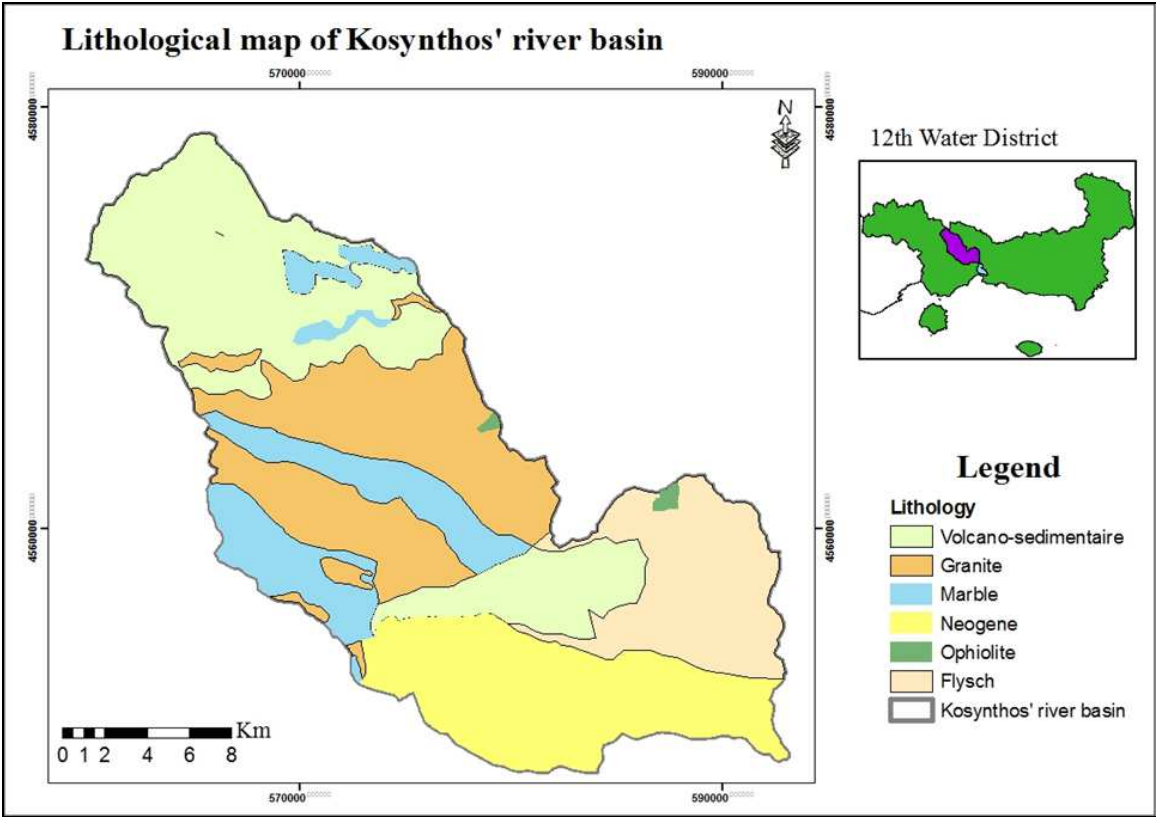 Lithological map of Kosynthos' river basin
570000 590000
4580000 4580000
N
12th Water District
Legend
Lithology
Volcano-sedimentaire
Granite
Marble
Neogene
Ophiolite
Flysch
Kosynthos' river basin
4560000 4560000
Km
0 1 2 4 6 8
570000 590000